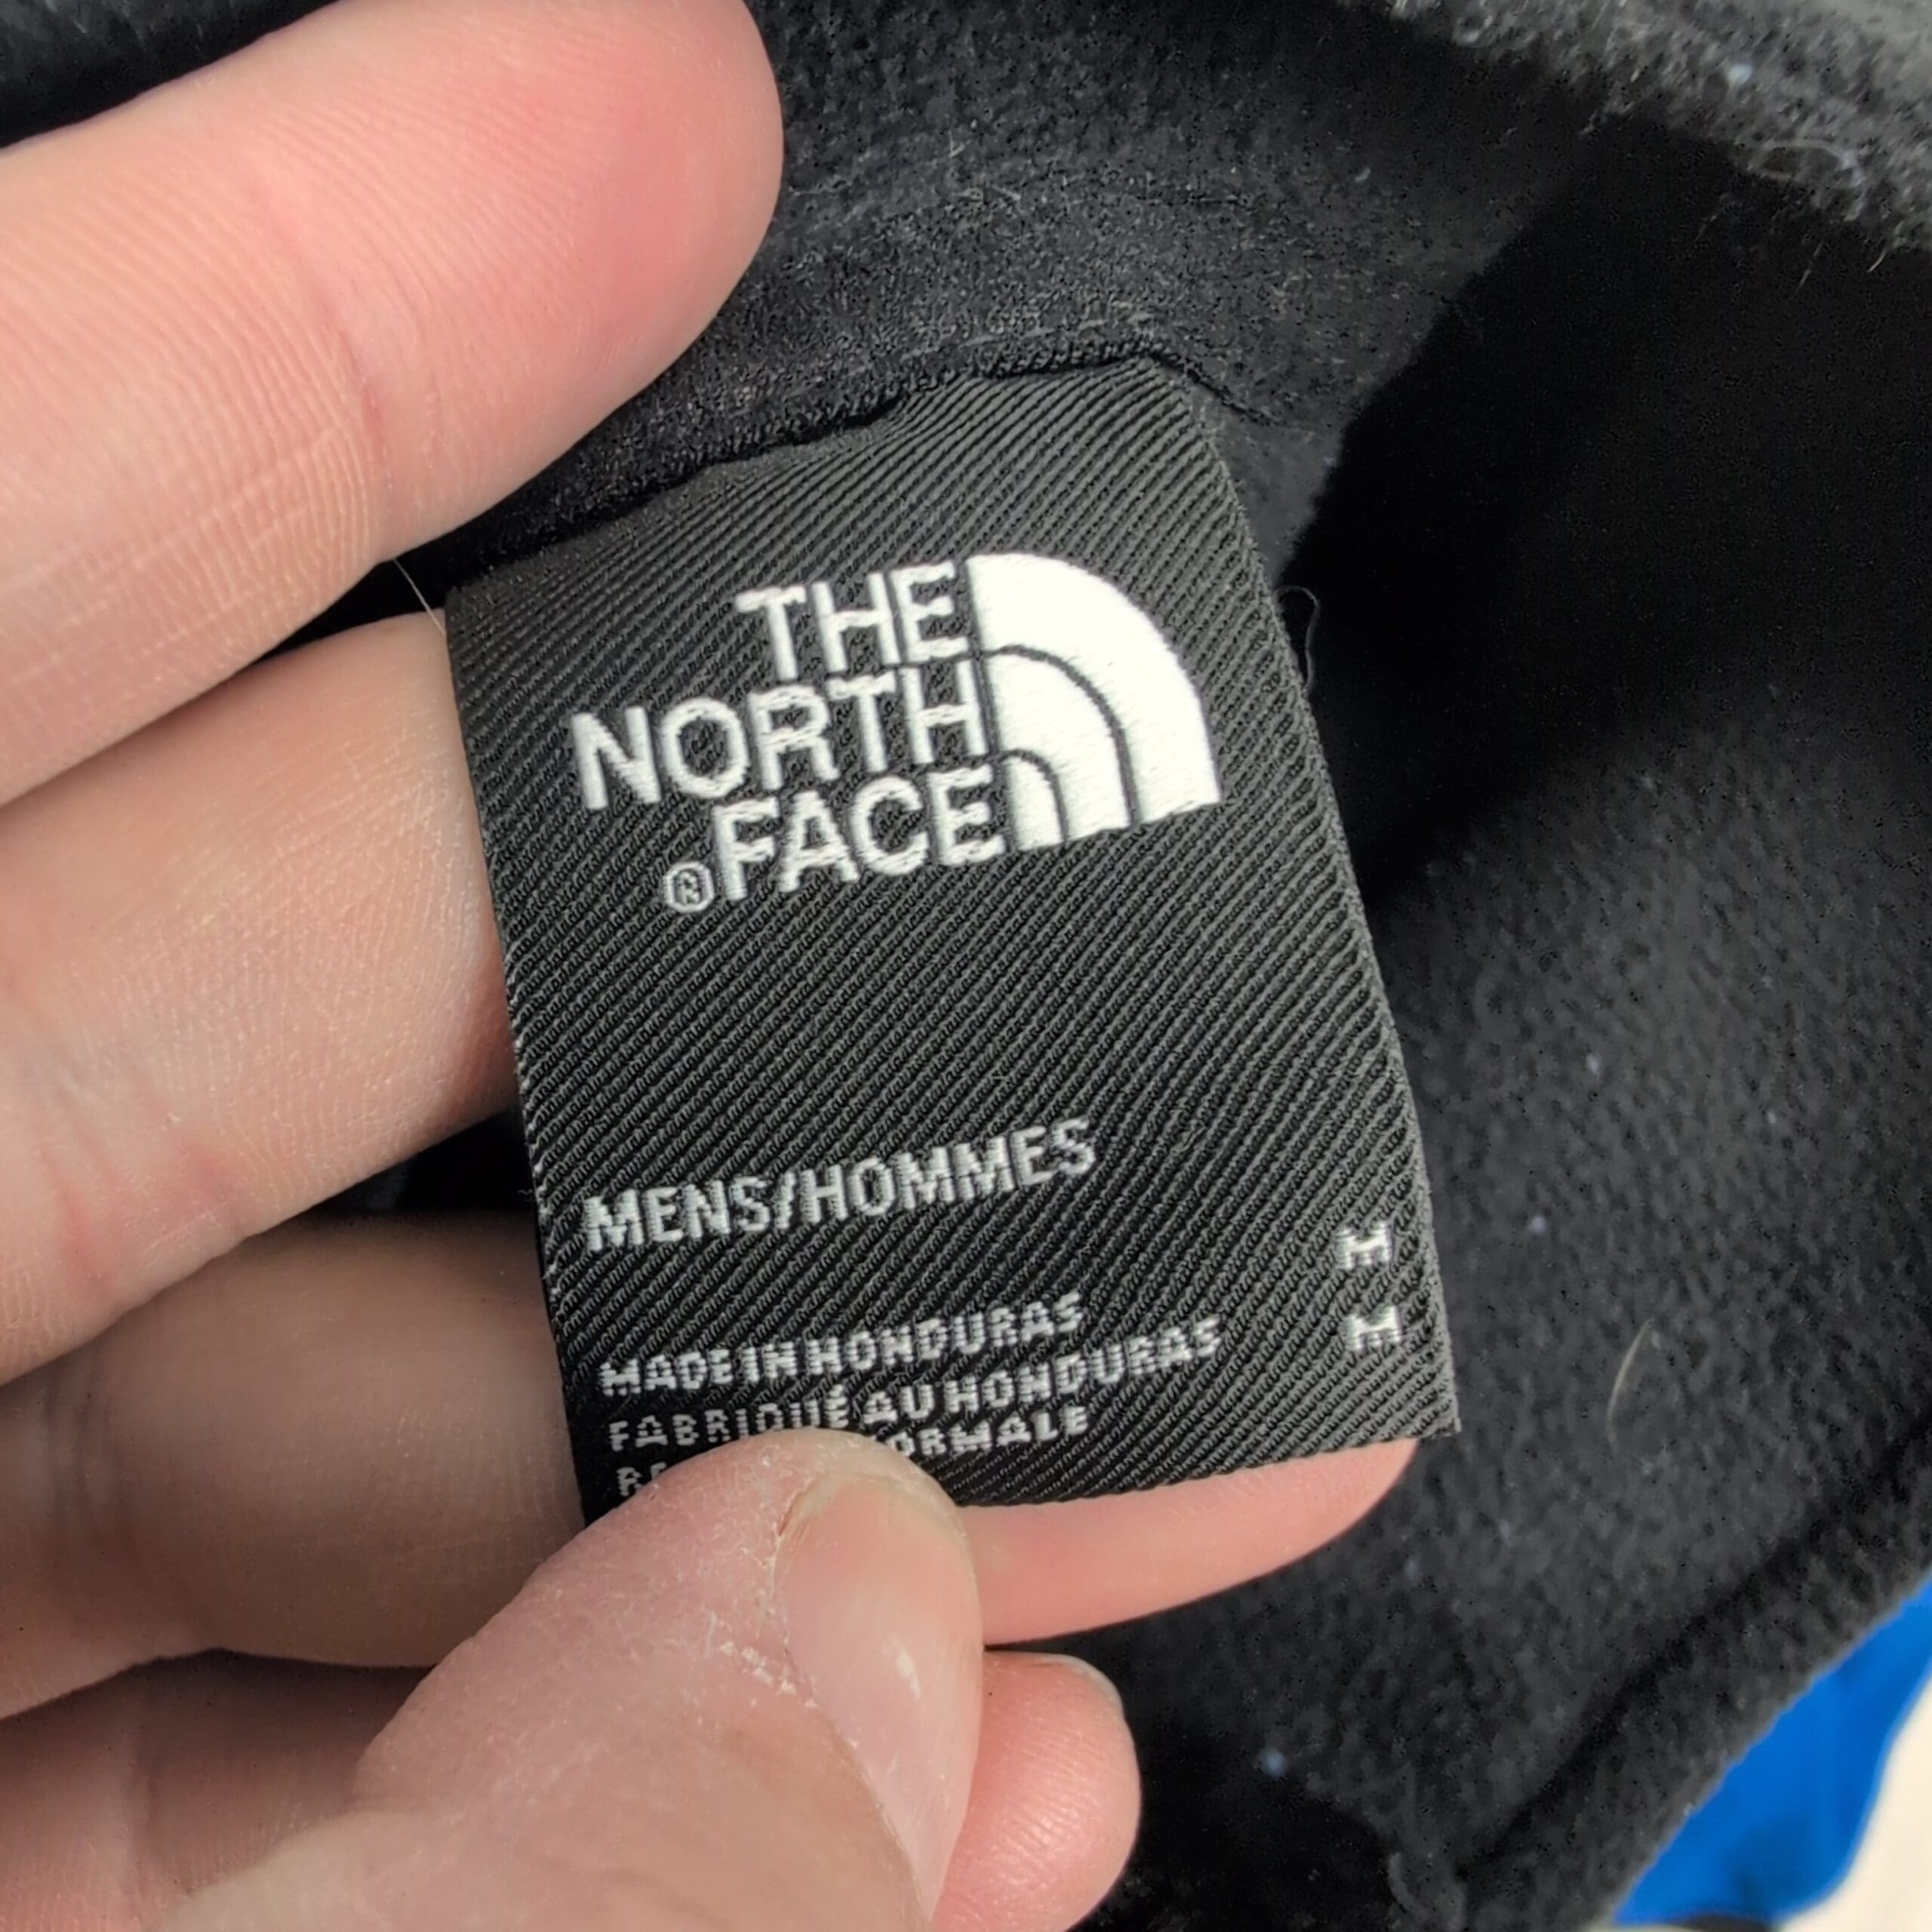 THE
NORTH
®FACE
MENS/HOMMES
M
M
MADE IN HONDURAS
FABRIQUÉ AU HONDURAS